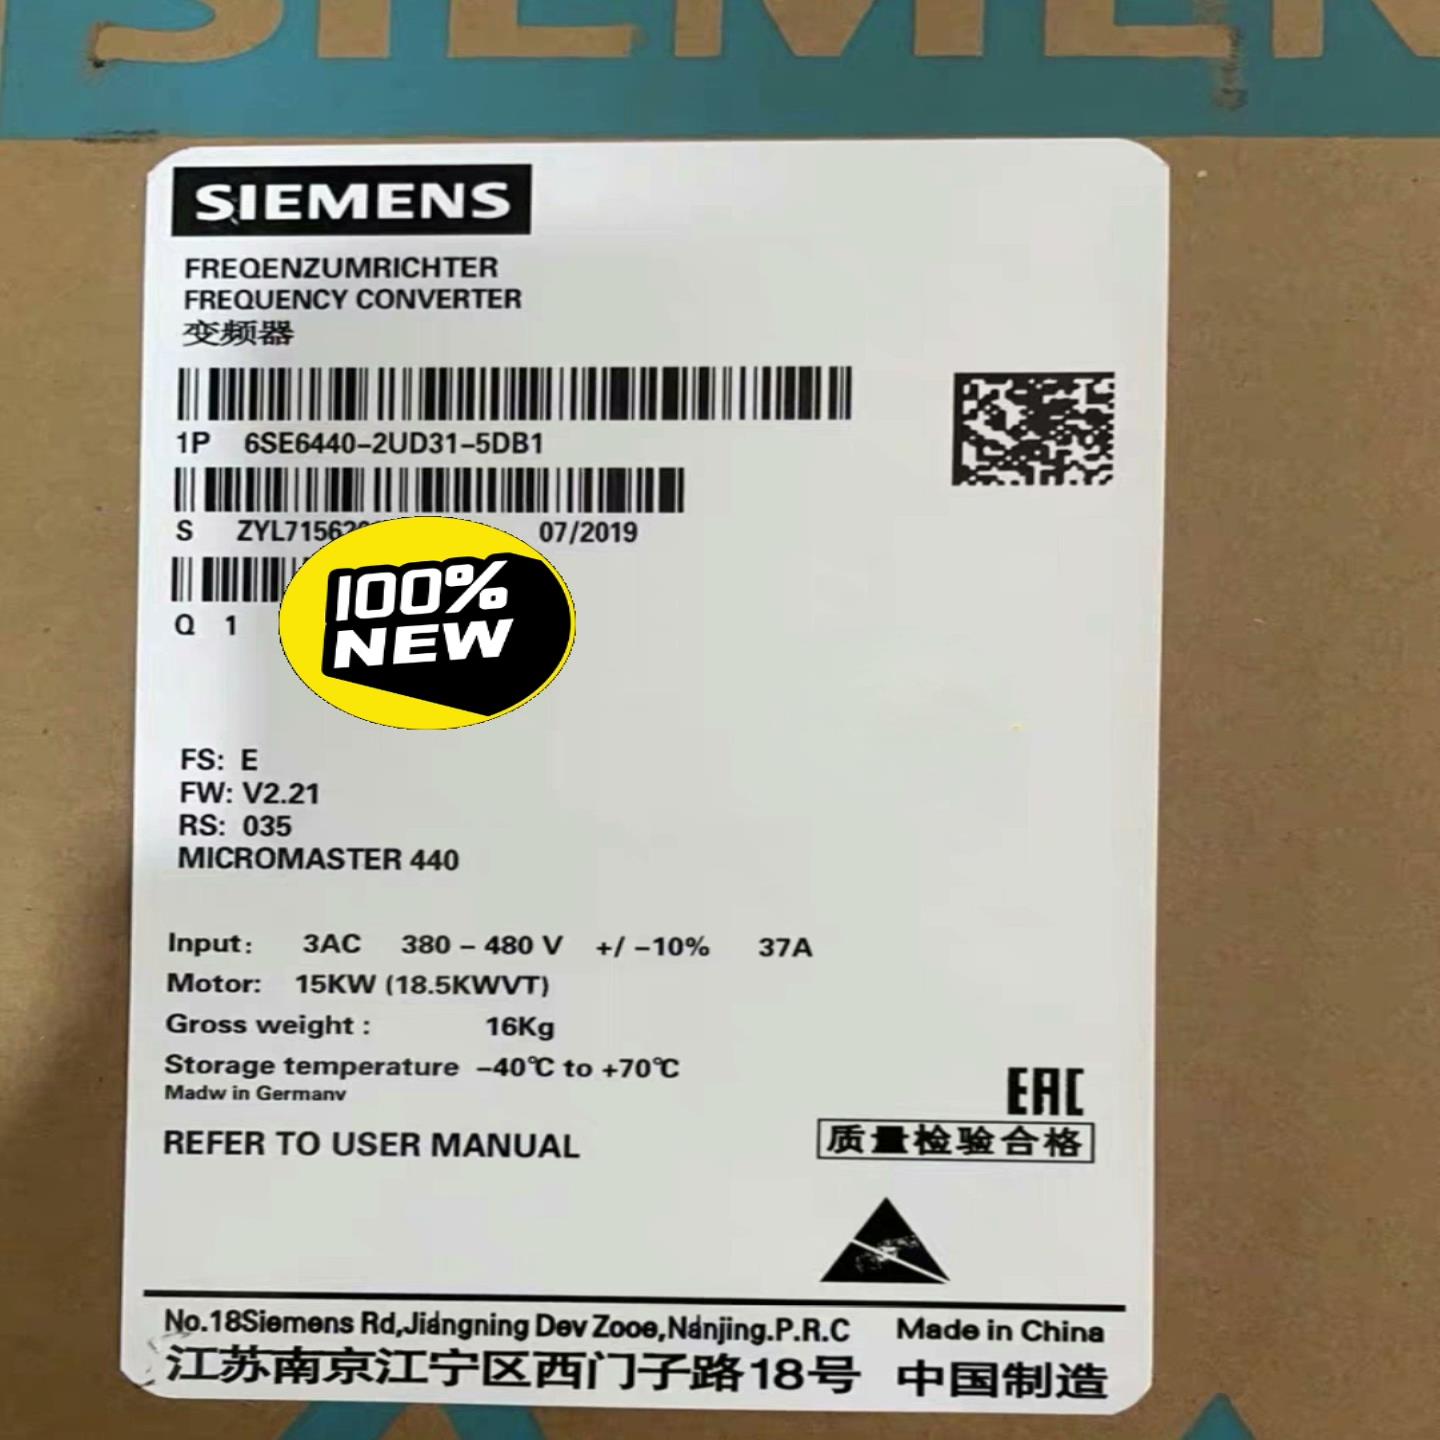 SIEMEN
SIEMENS
FREQENZUMRICHTER
FREQUENCY CONVERTER
变频器
1P 6SE6440-2UD31-5DB1
S ZYL7156 07/2019
Q 1
100%
NEW
FS: E
FW: V2.21
RS: 035
MICROMASTER 440
Input: 3AC 380 - 480 V +/ -10% 37A
Motor: 15KW (18.5KWVT)
Gross weight : 16Kg
Storage temperature -40℃ to +70℃
Madw in Germanv
EAC
REFER TO USER MANUAL
质量检验合格
No.18Siemens Rd,Jiangning Dev Zooe,Nanjing.P.R.C Made in China
江苏南京江宁区西门子路18号 中国制造